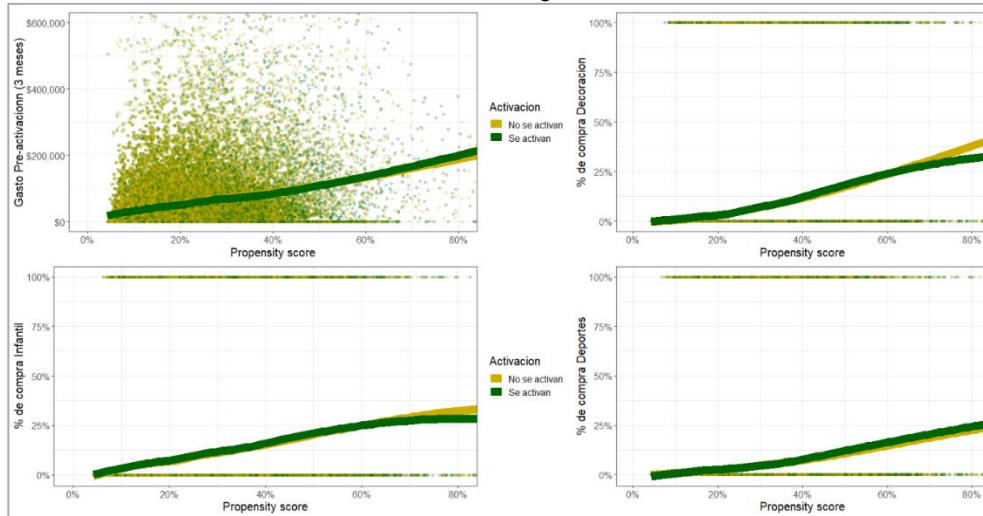 $600,000
$400,000
$200,000
$0
Gasto Pre-activacionn (3 meses)
0% 20% 40% 60% 80%
Propensity score
Activacion
No se activan
Se activan
100%
75%
50%
25%
0%
% de compra Decoracion
0% 20% 40% 60% 80%
Propensity score
100%
75%
50%
25%
0%
% de compra Infantil
0% 20% 40% 60% 80%
Propensity score
Activacion
No se activan
Se activan
100%
75%
50%
25%
0%
% de compra Deportes
0% 20% 40% 60% 80%
Propensity score